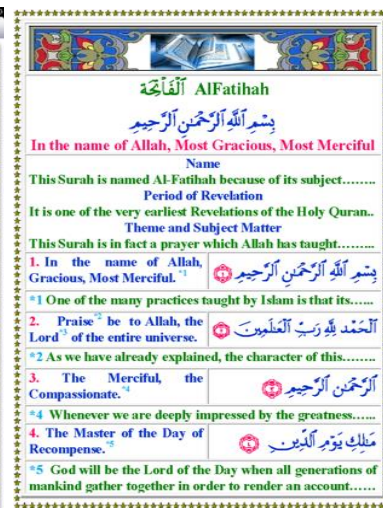 ٱلْفَاتِحَة AlFatihah
بِسْمِ ٱللَّهِ ٱلرَّحْمَٰنِ ٱلرَّحِيمِ
In the name of Allah, Most Gracious, Most Merciful
Name
This Surah is named Al-Fatihah because of its subject........
Period of Revelation
It is one of the very earliest Revelations of the Holy Quran..
Theme and Subject Matter
This Surah is in fact a prayer which Allah has taught.........
1. In the name of Allah,
Gracious, Most Merciful. *1
بِسْمِ ٱللَّهِ ٱلرَّحْمَٰنِ ٱلرَّحِيمِ ١
*1 One of the many practices taught by Islam is that its......
2. Praise*2 be to Allah, the
Lord*3 of the entire universe.
ٱلْحَمْدُ لِلَّهِ رَبِّ ٱلْعَٰلَمِينَ ٢
*2 As we have already explained, the character of this........
3. The Merciful, the
Compassionate.*4
ٱلرَّحْمَٰنِ ٱلرَّحِيمِ ٣
*4 Whenever we are deeply impressed by the greatness......
4. The Master of the Day of
Recompense.*5
مَٰلِكِ يَوْمِ ٱلدِّينِ ٤
*5 God will be the Lord of the Day when all generations of
mankind gather together in order to render an account......